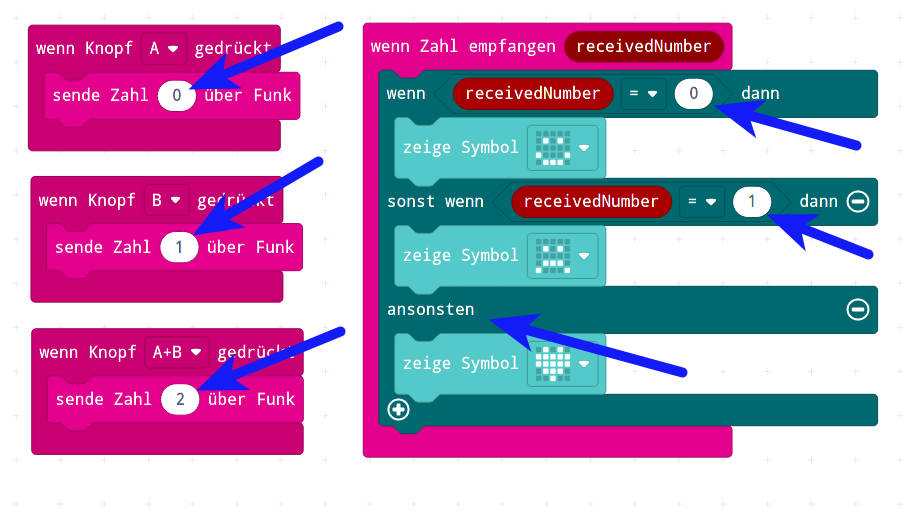 wenn Knopf A gedrückt
sende Zahl 0 über Funk
wenn Knopf B gedrückt
sende Zahl 1 über Funk
wenn Knopf A+B gedrückt
sende Zahl 2 über Funk
wenn Zahl empfangen receivedNumber
wenn receivedNumber = 0 dann
zeige Symbol
sonst wenn receivedNumber = 1 dann
zeige Symbol
ansonsten
zeige Symbol